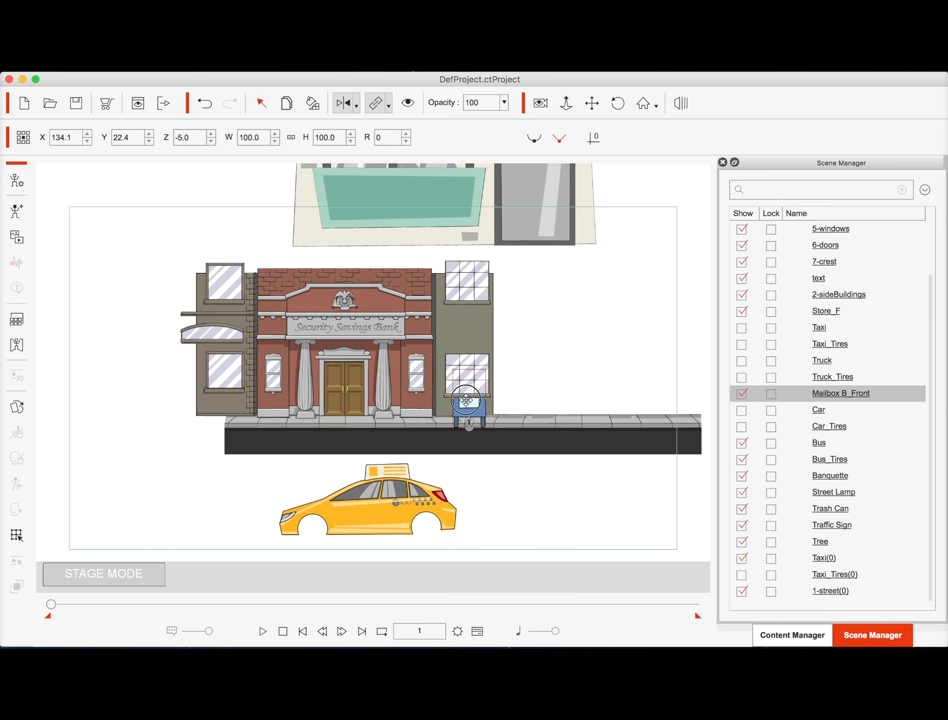 DefProject.ctProject
Opacity : 100
X 134.1 Y 22.4 Z -5.0 W 100.0 H 100.0 R 0
Scene Manager
Show Lock Name
5-windows
6-doors
7-crest
text
2-sideBuildings
Store_F
Taxi
Taxi_Tires
Truck
Truck_Tires
Mailbox B_Front
Car
Car_Tires
Bus
Bus_Tires
Banquette
Street Lamp
Trash Can
Traffic Sign
Tree
Taxi(0)
Taxi_Tires(0)
1-street(0)
Security Savings Bank
STAGE MODE
1
Content Manager Scene Manager